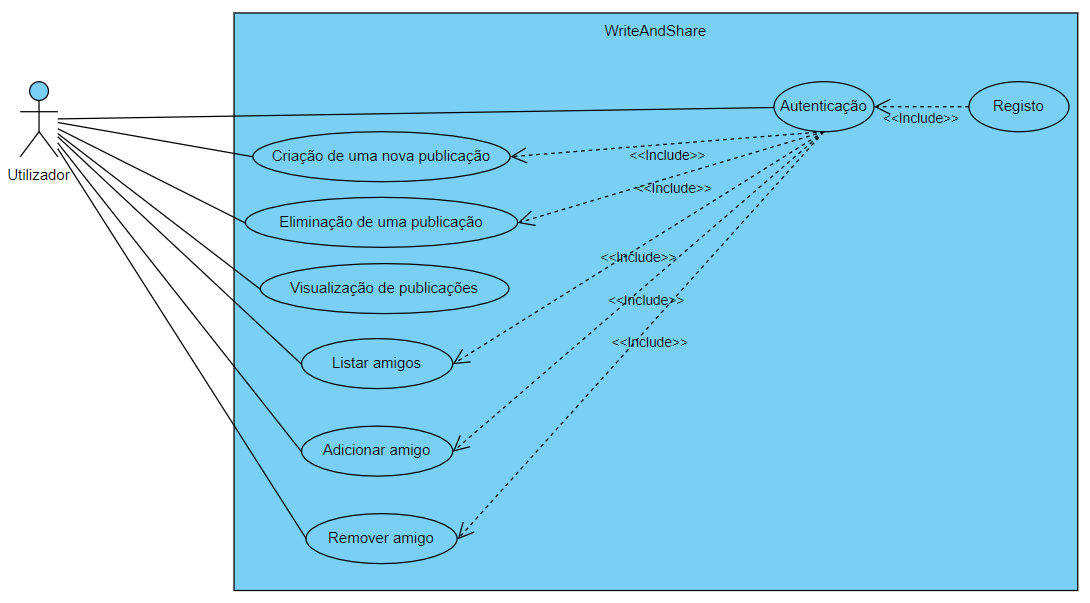 WriteAndShare
Autenticação
Registo
<<Include>>
Criação de uma nova publicação
<<Include>>
Utilizador
<<Include>>
Eliminação de uma publicação
<<Include>>
Visualização de publicações
<<Include>>
<<Include>>
Listar amigos
Adicionar amigo
Remover amigo